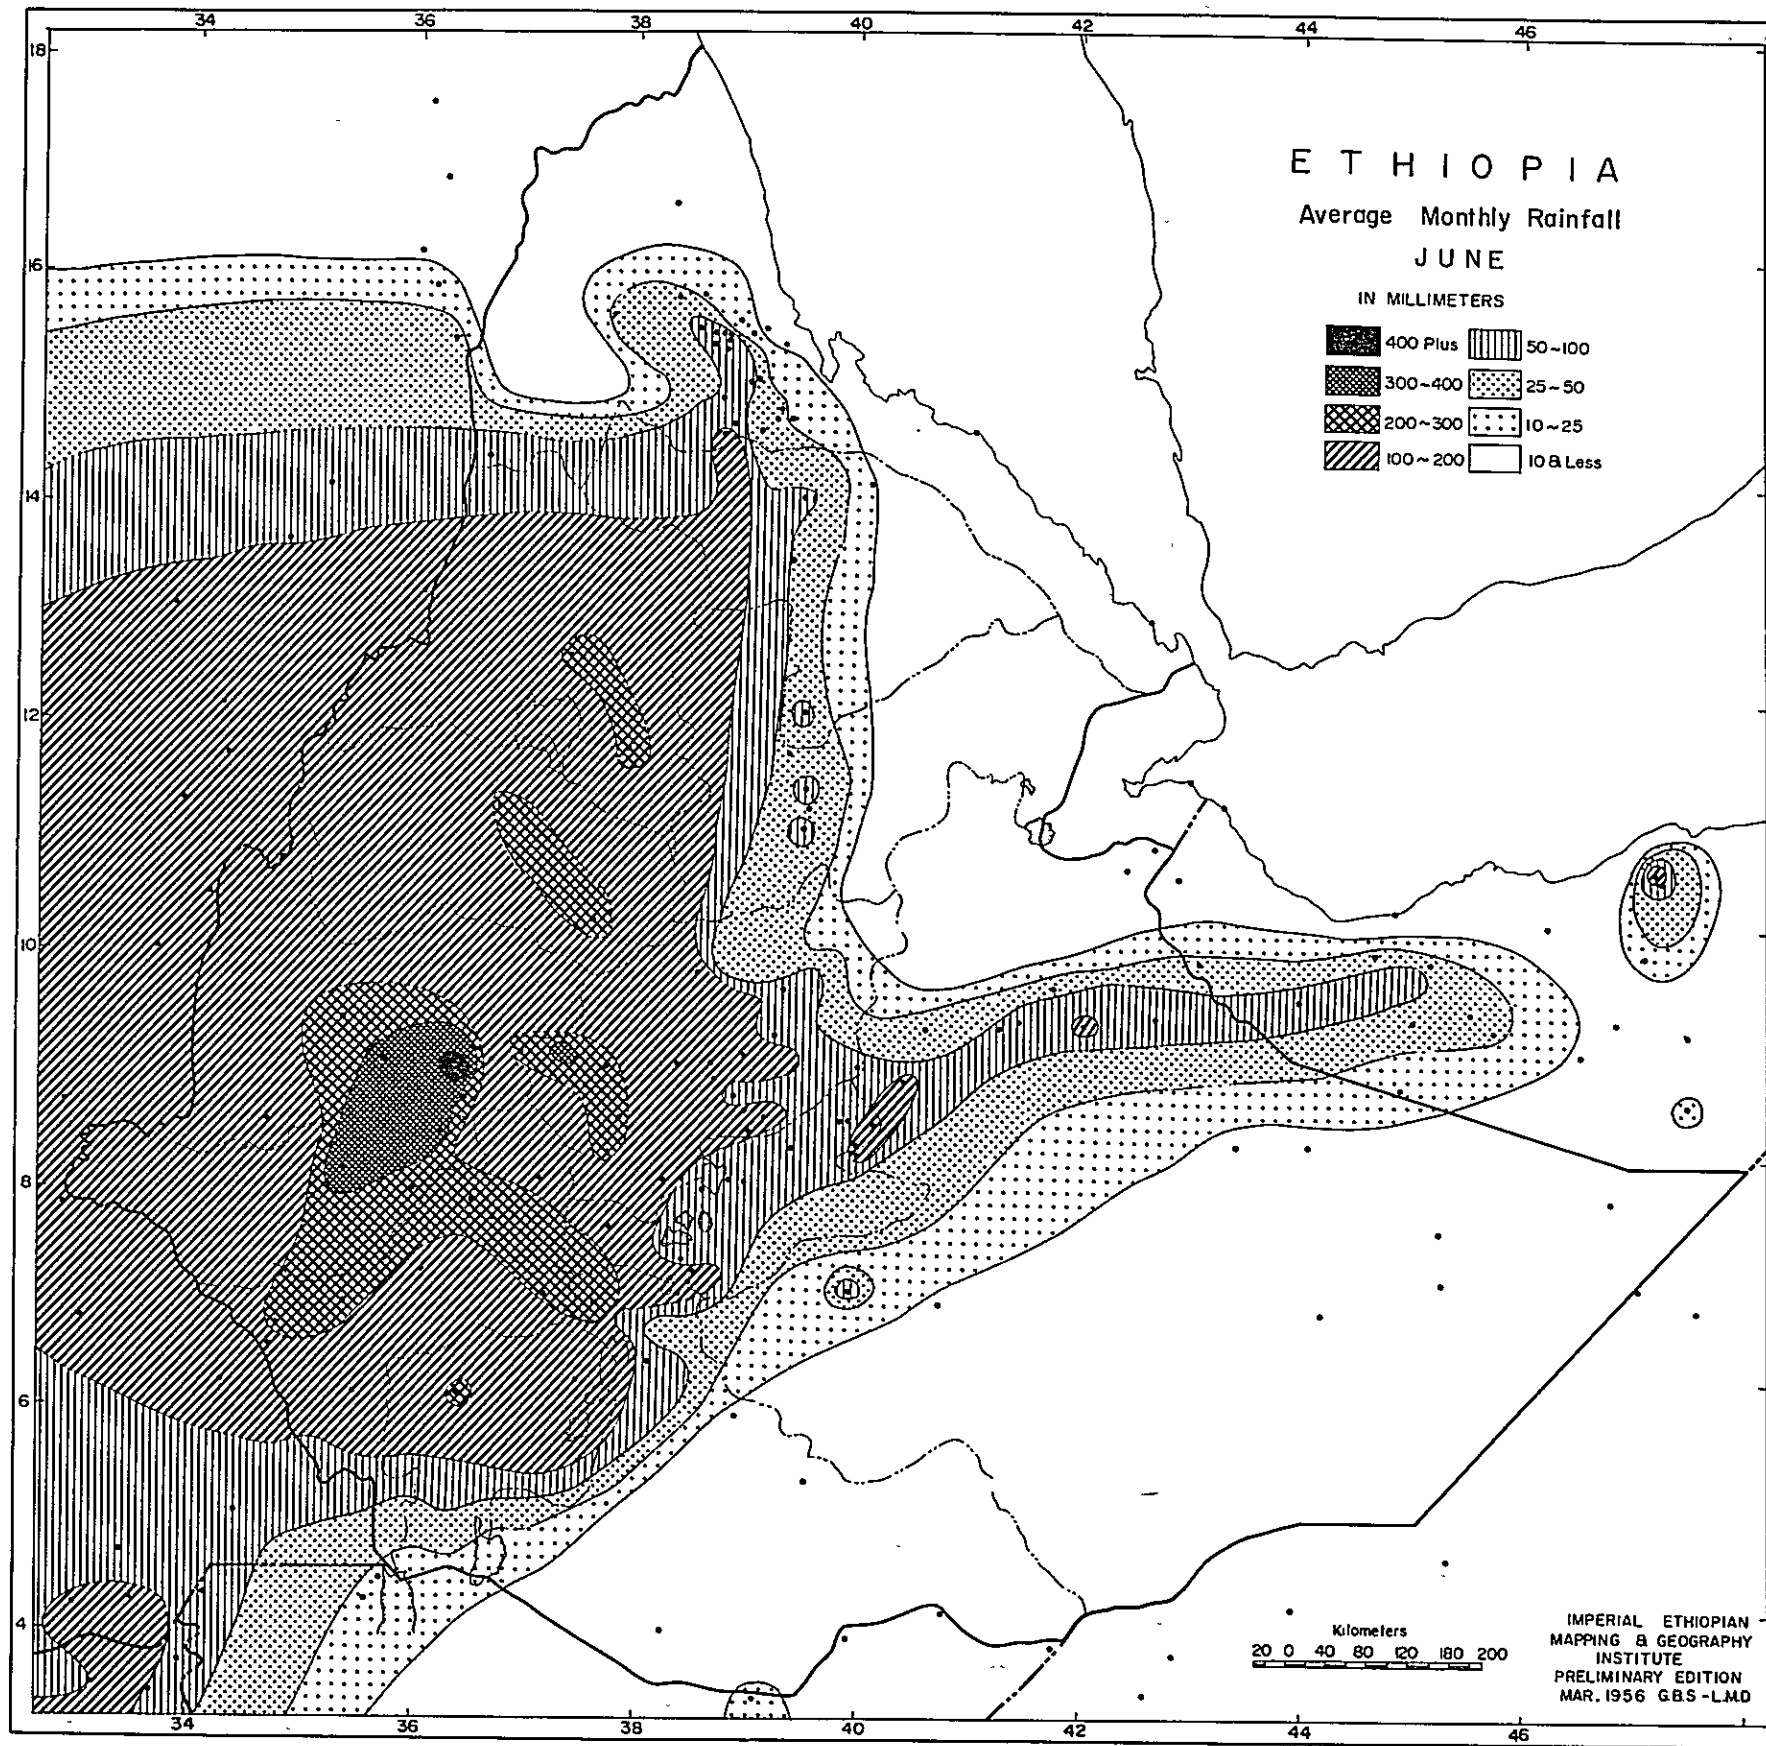 34 36 38 40 42 44 46
18
16
14
12
10
8
6
4
ETHIOPIA
Average Monthly Rainfall
JUNE
IN MILLIMETERS
400 Plus 50~100
300~400 25~50
200~300 10~25
100~200 10 & Less
Kilometers
20 0 40 80 120 180 200
IMPERIAL ETHIOPIAN
MAPPING & GEOGRAPHY
INSTITUTE
PRELIMINARY EDITION
MAR. 1956 G.B.S - L.M.D
34 36 38 40 42 44 46